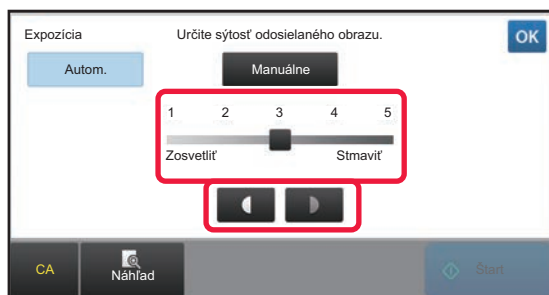 Expozícia Určite sýtosť odosielaného obrazu. OK
Autom. Manuálne
1 2 3 4 5
Zosvetliť Stmaviť
CA Náhľad Štart